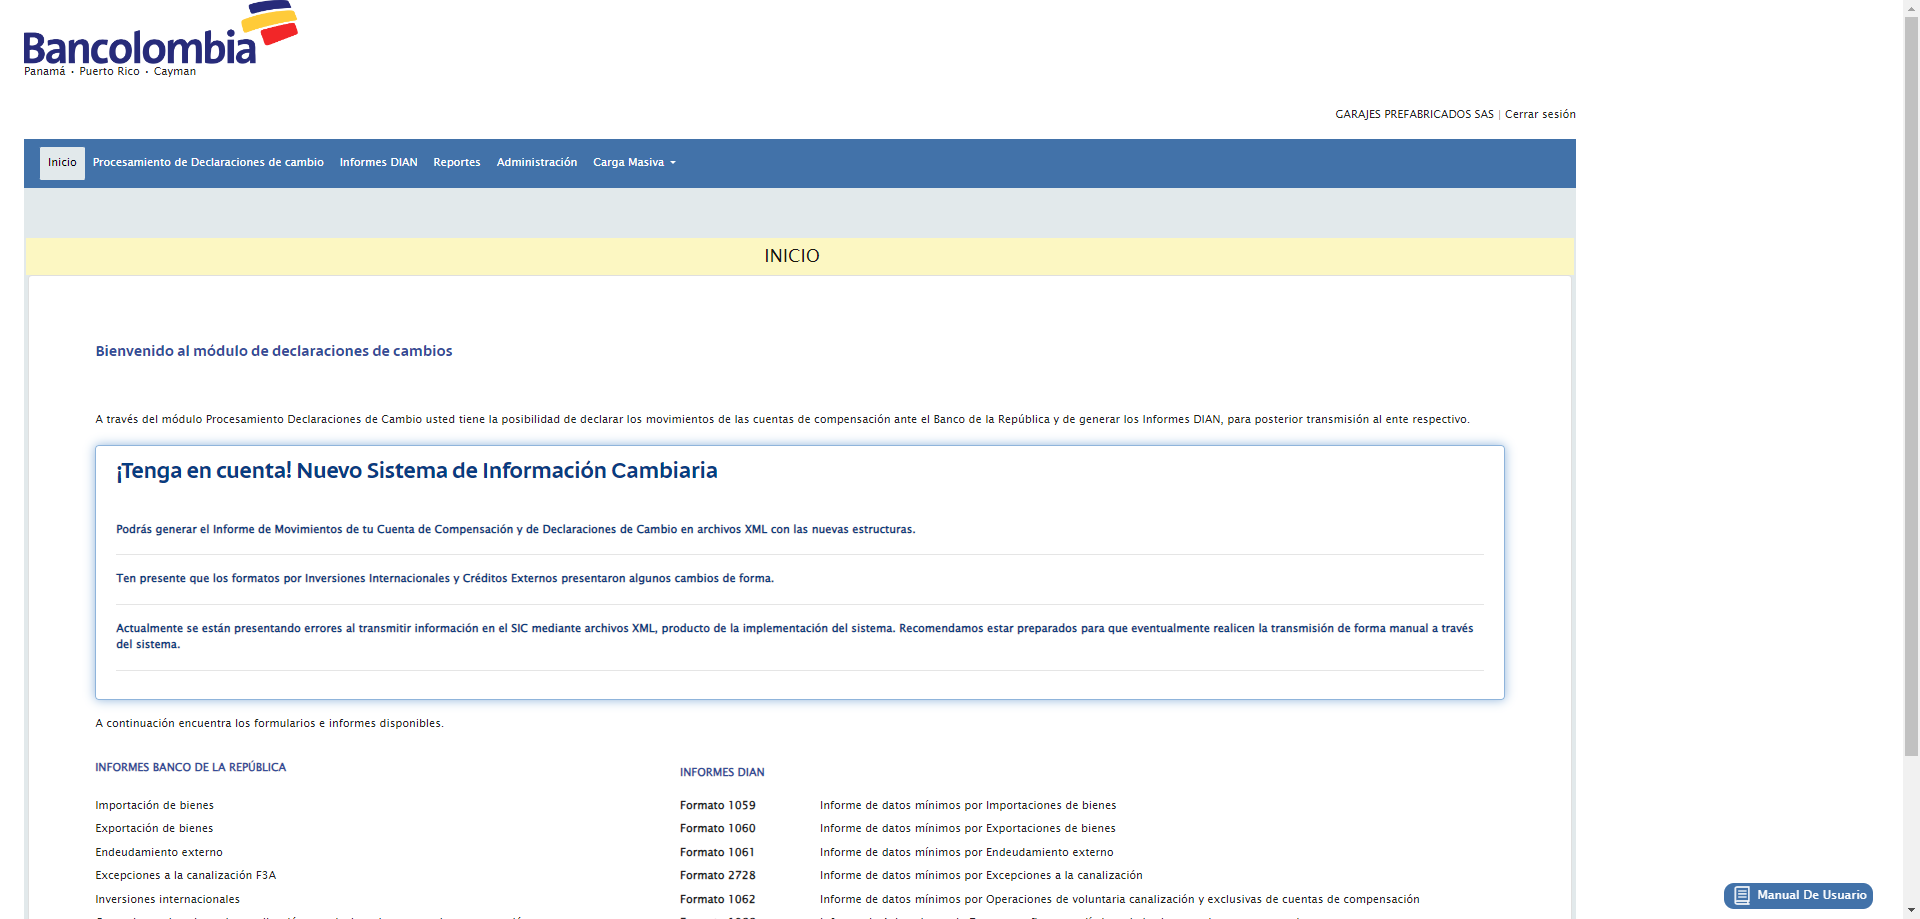 Bancolombia
Panamá • Puerto Rico • Cayman
GARAJES PREFABRICADOS SAS | Cerrar sesión
Inicio Procesamiento de Declaraciones de cambio Informes DIAN Reportes Administración Carga Masiva
INICIO
Bienvenido al módulo de declaraciones de cambios
A través del módulo Procesamiento Declaraciones de Cambio usted tiene la posibilidad de declarar los movimientos de las cuentas de compensación ante el Banco de la República y de generar los Informes DIAN, para posterior transmisión al ente respectivo.
¡Tenga en cuenta! Nuevo Sistema de Información Cambiaria
Podrás generar el Informe de Movimientos de tu Cuenta de Compensación y de Declaraciones de Cambio en archivos XML con las nuevas estructuras.
Ten presente que los formatos por Inversiones Internacionales y Créditos Externos presentaron algunos cambios de forma.
Actualmente se están presentando errores al transmitir información en el SIC mediante archivos XML, producto de la implementación del sistema. Recomendamos estar preparados para que eventualmente realicen la transmisión de forma manual a través
del sistema.
A continuación encuentra los formularios e informes disponibles.
INFORMES BANCO DE LA REPÚBLICA
Importación de bienes
Exportación de bienes
Endeudamiento externo
Excepciones a la canalización F3A
Inversiones internacionales
INFORMES DIAN
Formato 1059 Informe de datos mínimos por Importaciones de bienes
Formato 1060 Informe de datos mínimos por Exportaciones de bienes
Formato 1061 Informe de datos mínimos por Endeudamiento externo
Formato 2728 Informe de datos mínimos por Excepciones a la canalización
Formato 1062 Informe de datos mínimos por Operaciones de voluntaria canalización y exclusivas de cuentas de compensación
Manual De Usuario